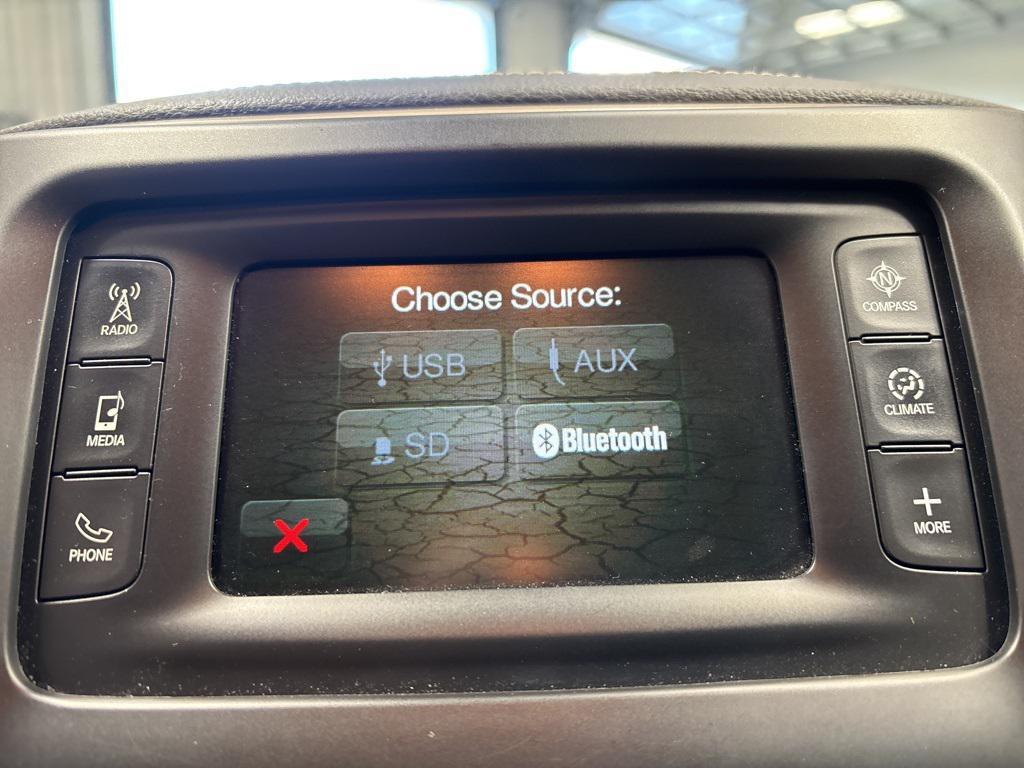 RADIO
MEDIA
PHONE
Choose Source:
USB
AUX
SD
Bluetooth
N
COMPASS
CLIMATE
MORE